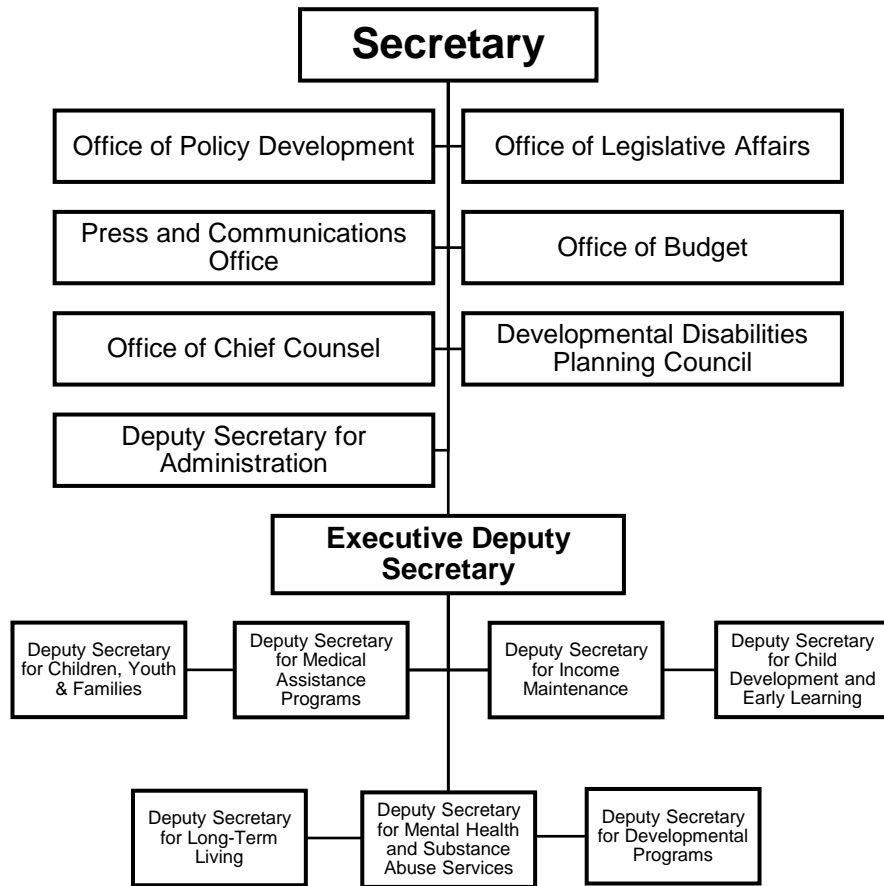 Secretary
Office of Policy Development
Office of Legislative Affairs
Press and Communications
Office
Office of Budget
Office of Chief Counsel
Developmental Disabilities
Planning Council
Deputy Secretary for
Administration
Executive Deputy
Secretary
Deputy Secretary
for Children, Youth
& Families
Deputy Secretary
for Medical
Assistance
Programs
Deputy Secretary
for Income
Maintenance
Deputy Secretary
for Child
Development and
Early Learning
Deputy Secretary
for Long-Term
Living
Deputy Secretary
for Mental Health
and Substance
Abuse Services
Deputy Secretary
for Developmental
Programs